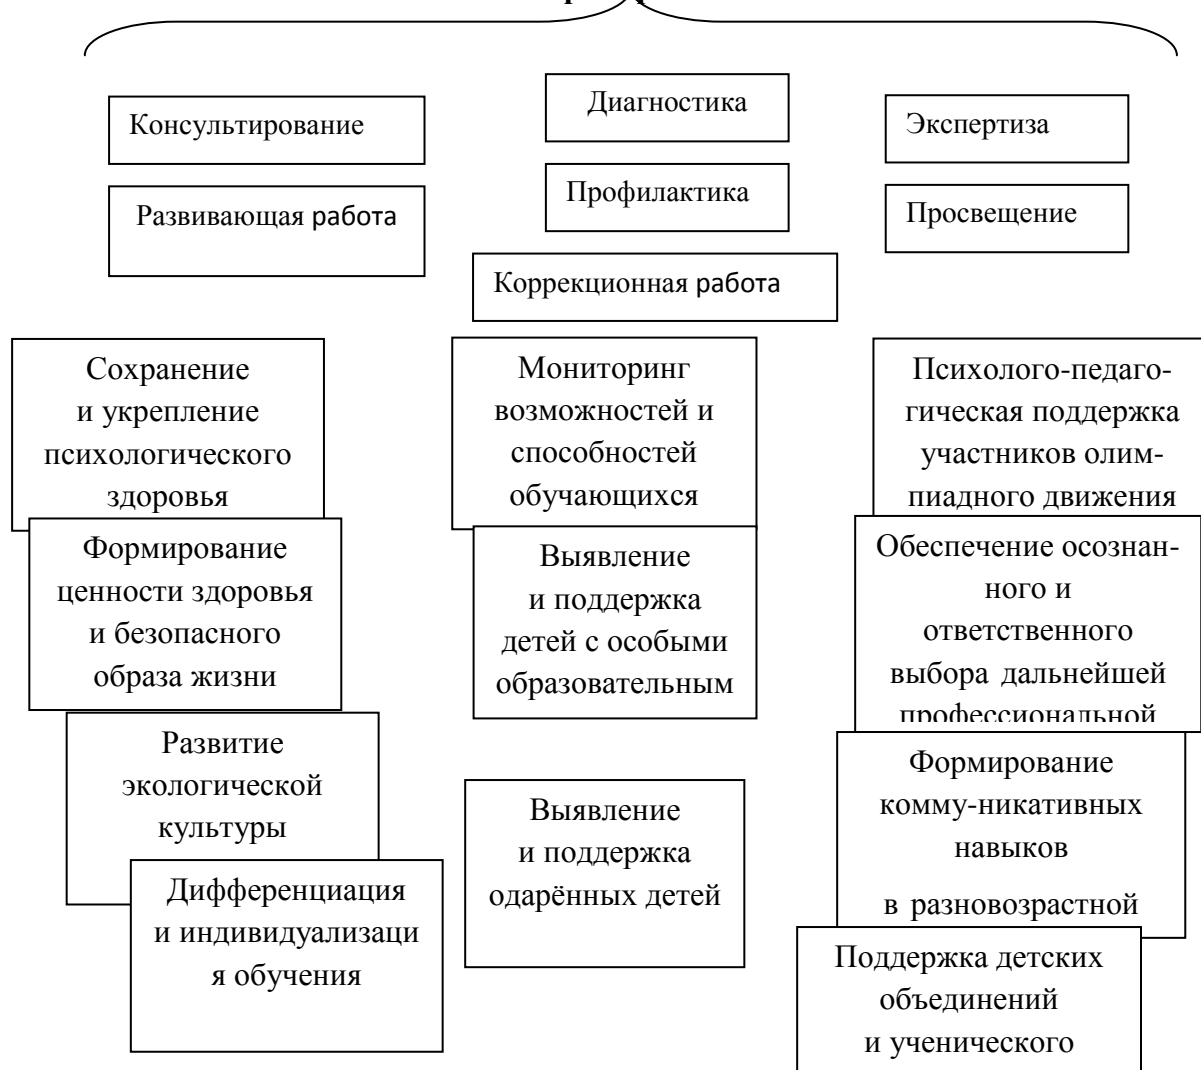 Консультирование
Диагностика
Экспертиза
Развивающая работа
Профилактика
Просвещение
Коррекционная работа
Сохранение
и укрепление
психологического
здоровья
Формирование
ценности здоровья
и безопасного
образа жизни
Развитие
экологической
культуры
Дифференциация
и индивидуализаци
я обучения
Мониторинг
возможностей и
способностей
обучающихся
Выявление
и поддержка
детей с особыми
образовательным
Выявление
и поддержка
одарённых детей
Психолого-педаго-
гическая поддержка
участников олим-
пиадного движения
Обеспечение осознан-
ного и
ответственного
выбора дальнейшей
профессиональной
Формирование
комму-никативных
навыков
в разновозрастной
Поддержка детских
объединений
и ученического